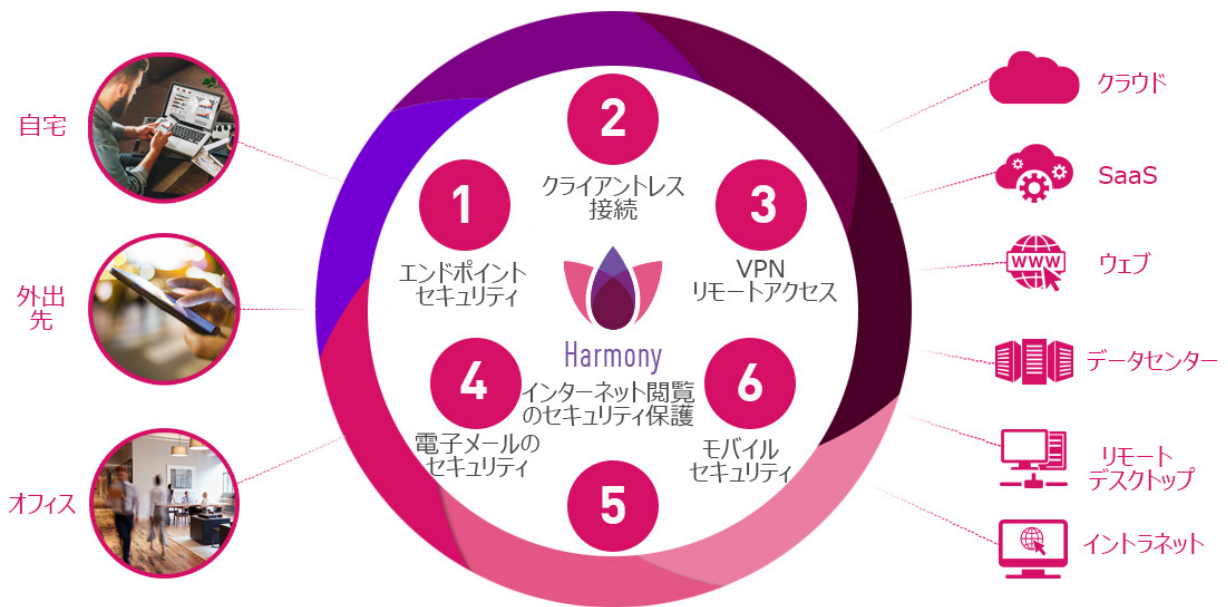 自宅
外出
先
オフィス
1
エンドポイント
セキュリティ
2
クライアントレス
接続
3
VPN
リモートアクセス
Harmony
4
電子メールの
セキュリティ
インターネット閲覧
のセキュリティ保護
5
6
モバイル
セキュリティ
クラウド
SaaS
WWW
ウェブ
データセンター
リモート
デスクトップ
イントラネット